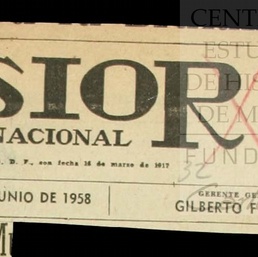 CENT
ESTU
DE HIS
DE M
FUND
SIOR
NACIONAL
D. F., con fecha 18 de marzo de 1917
JUNIO DE 1958
GERENTE GE
GILBERTO F